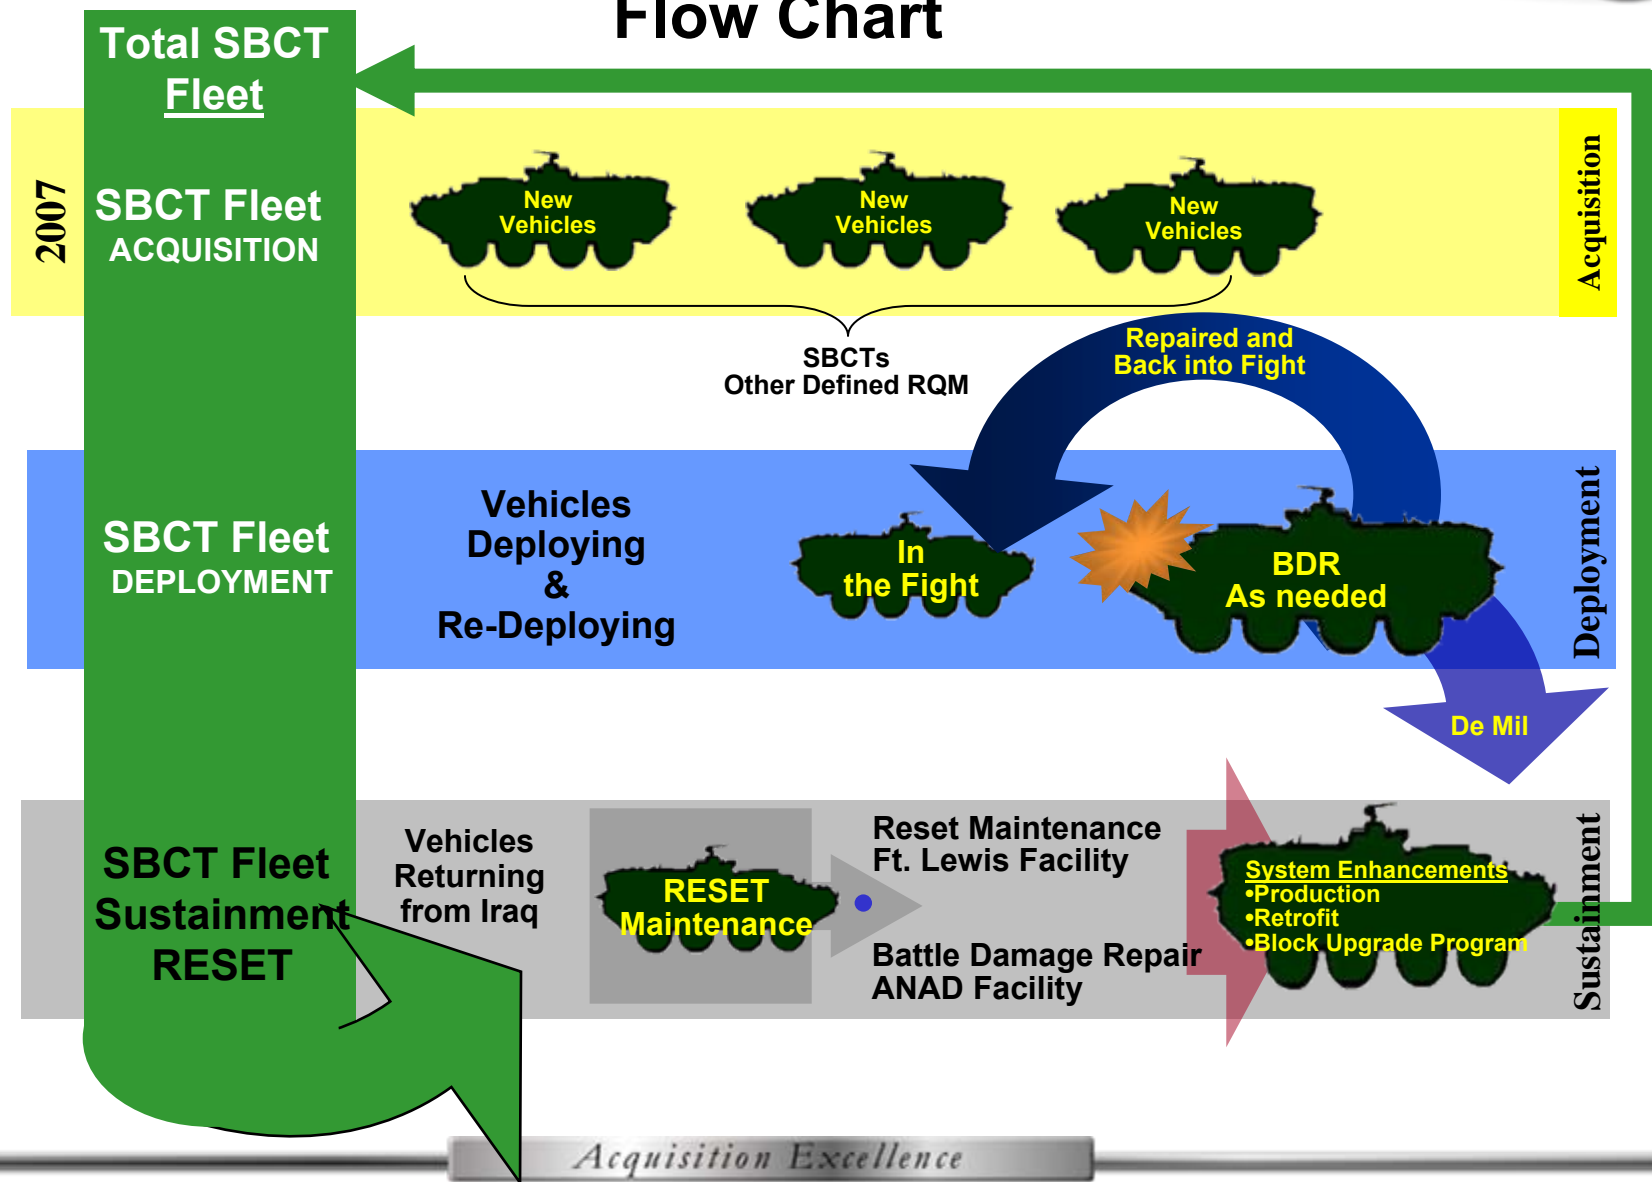 Flow Chart
Total SBCT
Fleet
2007
SBCT Fleet
ACQUISITION
New
Vehicles
New
Vehicles
New
Vehicles
Acquisition
SBCTs
Other Defined RQM
Repaired and
Back into Fight
SBCT Fleet
DEPLOYMENT
Vehicles
Deploying
&
Re-Deploying
In
the Fight
BDR
As needed
Deployment
De Mil
SBCT Fleet
Sustainment
RESET
Vehicles
Returning
from Iraq
RESET
Maintenance
Reset Maintenance
Ft. Lewis Facility
Battle Damage Repair
ANAD Facility
System Enhancements
•Production
•Retrofit
•Block Upgrade Program
Sustainment
Acquisition Excellence